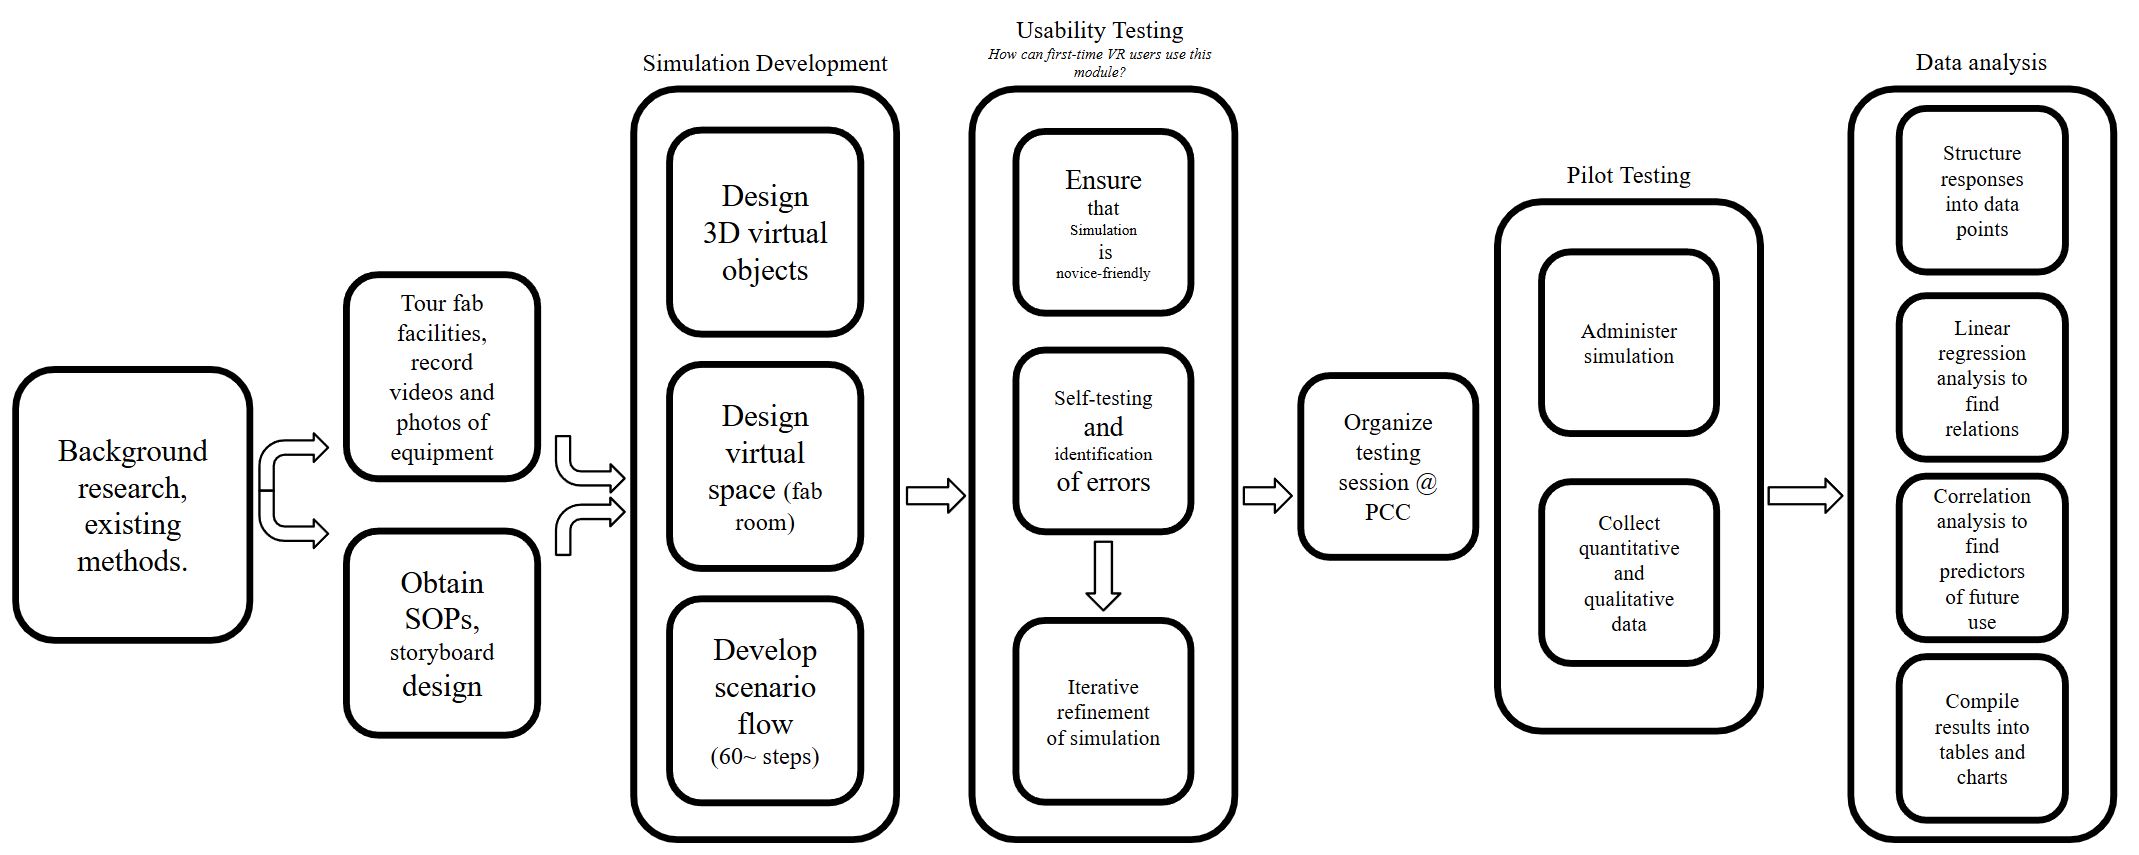 Background
research,
existing
methods.
Tour fab
facilities,
record
videos and
photos of
equipment
Obtain
SOPs,
storyboard
design
Simulation Development
Design
3D virtual
objects
Design
virtual
space (fab
room)
Develop
scenario
flow
(60~ steps)
Usability Testing
How can first-time VR users use this
module?
Ensure
that
Simulation
is
novice-friendly
Self-testing
and
identification
of errors
Iterative
refinement
of simulation
Organize
testing
session @
PCC
Pilot Testing
Administer
simulation
Collect
quantitative
and
qualitative
data
Data analysis
Structure
responses
into data
points
Linear
regression
analysis to
find
relations
Correlation
analysis to
find
predictors
of future
use
Compile
results into
tables and
charts